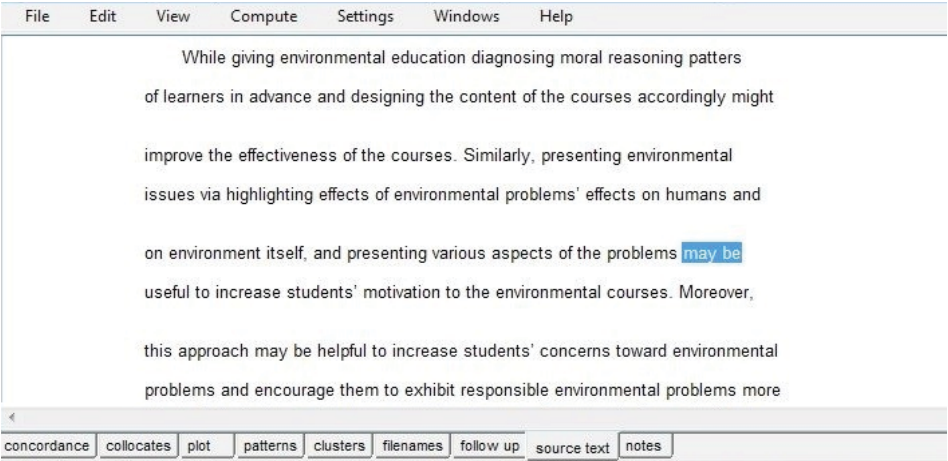 File Edit View Compute Settings Windows Help
While giving environmental education diagnosing moral reasoning patters
of learners in advance and designing the content of the courses accordingly might
improve the effectiveness of the courses. Similarly, presenting environmental
issues via highlighting effects of environmental problems' effects on humans and
on environment itself, and presenting various aspects of the problems may be
useful to increase students' motivation to the environmental courses. Moreover,
this approach may be helpful to increase students' concerns toward environmental
problems and encourage them to exhibit responsible environmental problems more
concordance collocates plot patterns clusters filenames follow up source text notes